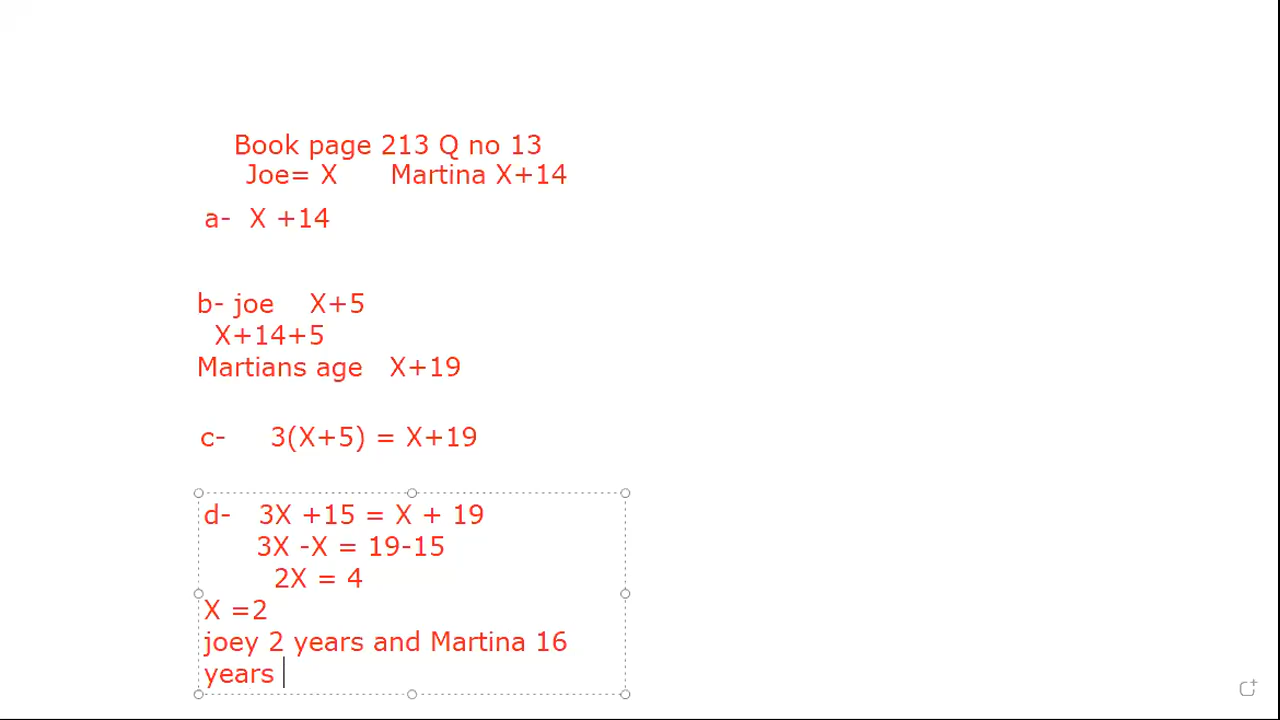 Book page 213 Q no 13
Joe= X Martina X+14
a- X +14
b- joe X+5
X+14+5
Martians age X+19
c- 3(X+5) = X+19
d- 3X +15 = X + 19
3X -X = 19-15
2X = 4
X =2
joey 2 years and Martina 16
years